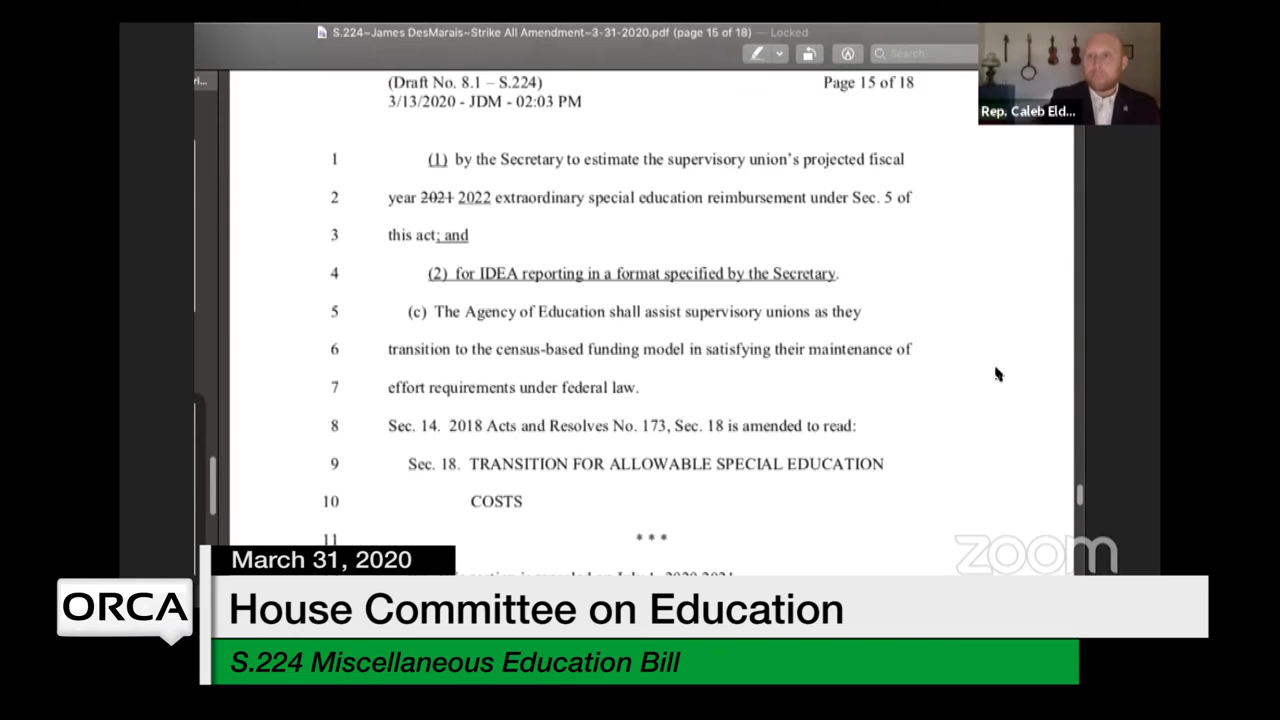 S.224~James DesMarais~Strike All Amendment~3-31-2020.pdf (page 15 of 18) — Locked
Search
(Draft No. 8.1 – S.224) Page 15 of 18
3/13/2020 - JDM - 02:03 PM
Rep. Caleb Eld...
1 (1) by the Secretary to estimate the supervisory union's projected fiscal
2 year 2021 2022 extraordinary special education reimbursement under Sec. 5 of
3 this act; and
4 (2) for IDEA reporting in a format specified by the Secretary.
5 (c) The Agency of Education shall assist supervisory unions as they
6 transition to the census-based funding model in satisfying their maintenance of
7 effort requirements under federal law.
8 Sec. 14. 2018 Acts and Resolves No. 173, Sec. 18 is amended to read:
9 Sec. 18. TRANSITION FOR ALLOWABLE SPECIAL EDUCATION
10 COSTS
11 * * *
zoom
March 31, 2020
ORCA
House Committee on Education
S.224 Miscellaneous Education Bill